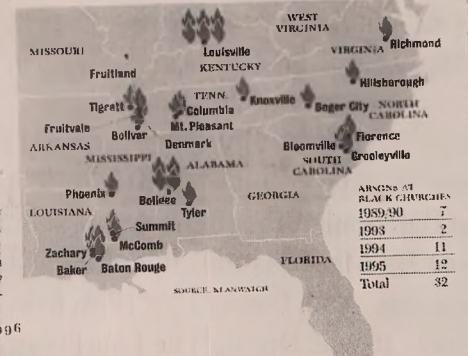 WEST
VIRGINIA
MISSOURI
Louisville
VIRGINIA
Richmond
KENTUCKY
Fruitland
Hillsborough
TENN.
Knoxville
Tigrett
Columbia
Boger City
NORTH
CAROLINA
Mt. Pleasant
Fruitvale
Bolivar
Florence
ARKANSAS
Denmark
Bloomville
Greeleyville
MISSISSIPPI
ALABAMA
SOUTH
CAROLINA
Phoenix
Boligee
GEORGIA
Tyler
LOUISIANA
Summit
McComb
Zachary
Baker
Baton Rouge
FLORIDA
ARSONS AT
BLACK CHURCHES
1989/90 7
1993 2
1994 11
1995 12
Total 32
SOURCE: KLANWATCH
96